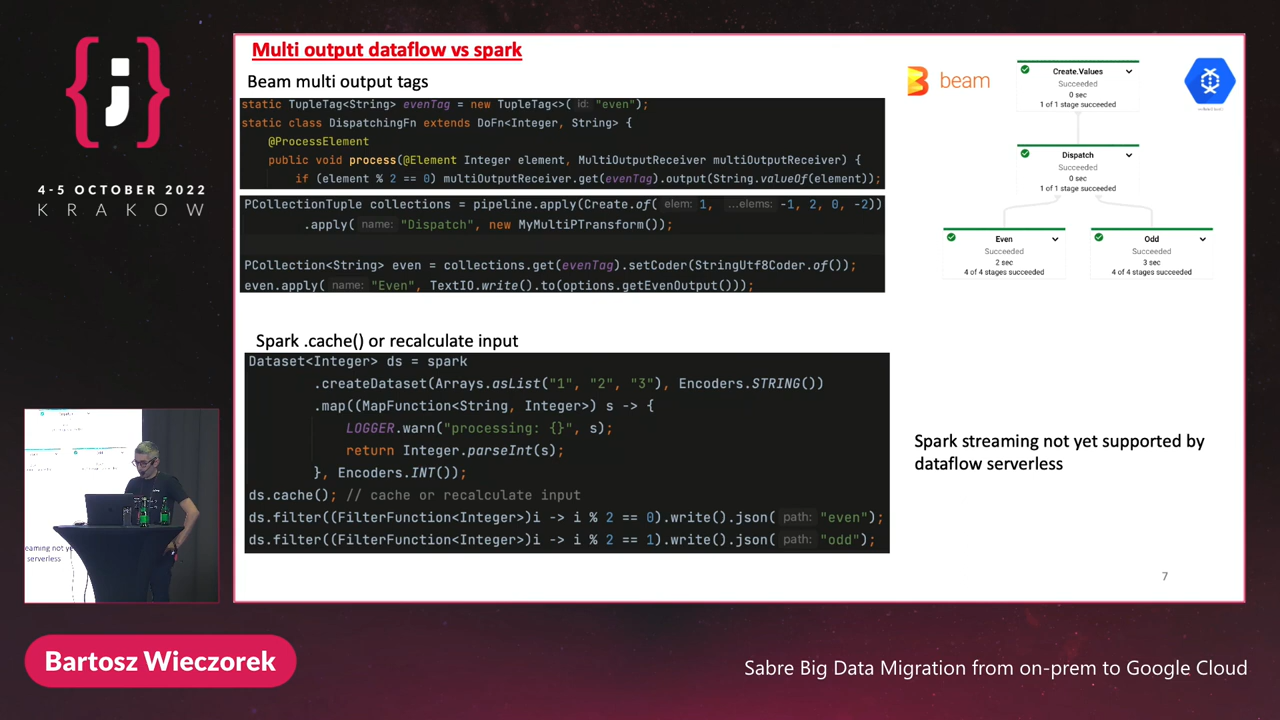 4-5 OCTOBER 2022
KRAKOW
Multi output dataflow vs spark
Beam multi output tags
static TupleTag<String> evenTag = new TupleTag<>( id: "even");
static class DispatchingFn extends DoFn<Integer, String> {
@ProcessElement
public void process(@Element Integer element, MultiOutputReceiver multiOutputReceiver) {
if (element % 2 == 0) multiOutputReceiver.get(evenTag).output(String.valueOf(element));
PCollectionTuple collections = pipeline.apply(Create.of( elem: 1, ...elems: -1, 2, 0, -2))
.apply( name: "Dispatch", new MyMultiPTransform());
PCollection<String> even = collections.get(evenTag).setCoder(StringUtf8Coder.of());
even.apply( name: "Even", TextIO.write().to(options.getEvenOutput()));
beam
Create.Values
Succeeded
0 sec
1 of 1 stage succeeded
Dispatch
Succeeded
0 sec
1 of 1 stage succeeded
Even
Succeeded
2 sec
4 of 4 stages succeeded
Odd
Succeeded
3 sec
4 of 4 stages succeeded
Spark .cache() or recalculate input
Dataset<Integer> ds = spark
.createDataset(Arrays.asList("1", "2", "3"), Encoders.STRING())
.map((MapFunction<String, Integer>) s -> {
LOGGER.warn("processing: {}", s);
return Integer.parseInt(s);
}, Encoders.INT());
ds.cache(); // cache or recalculate input
ds.filter((FilterFunction<Integer>)i -> i % 2 == 0).write().json( path: "even");
ds.filter((FilterFunction<Integer>)i -> i % 2 == 1).write().json( path: "odd");
Spark streaming not yet supported by
dataflow serverless
7
eaming not ye
serverless
Bartosz Wieczorek
Sabre Big Data Migration from on-prem to Google Cloud